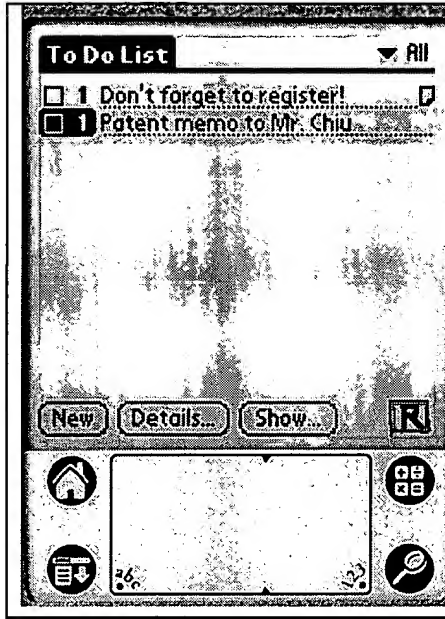 To Do List All
1 Don't forget to register!
1 Patent memo to Mr. Chiu
New Details... Show... R
abc 123